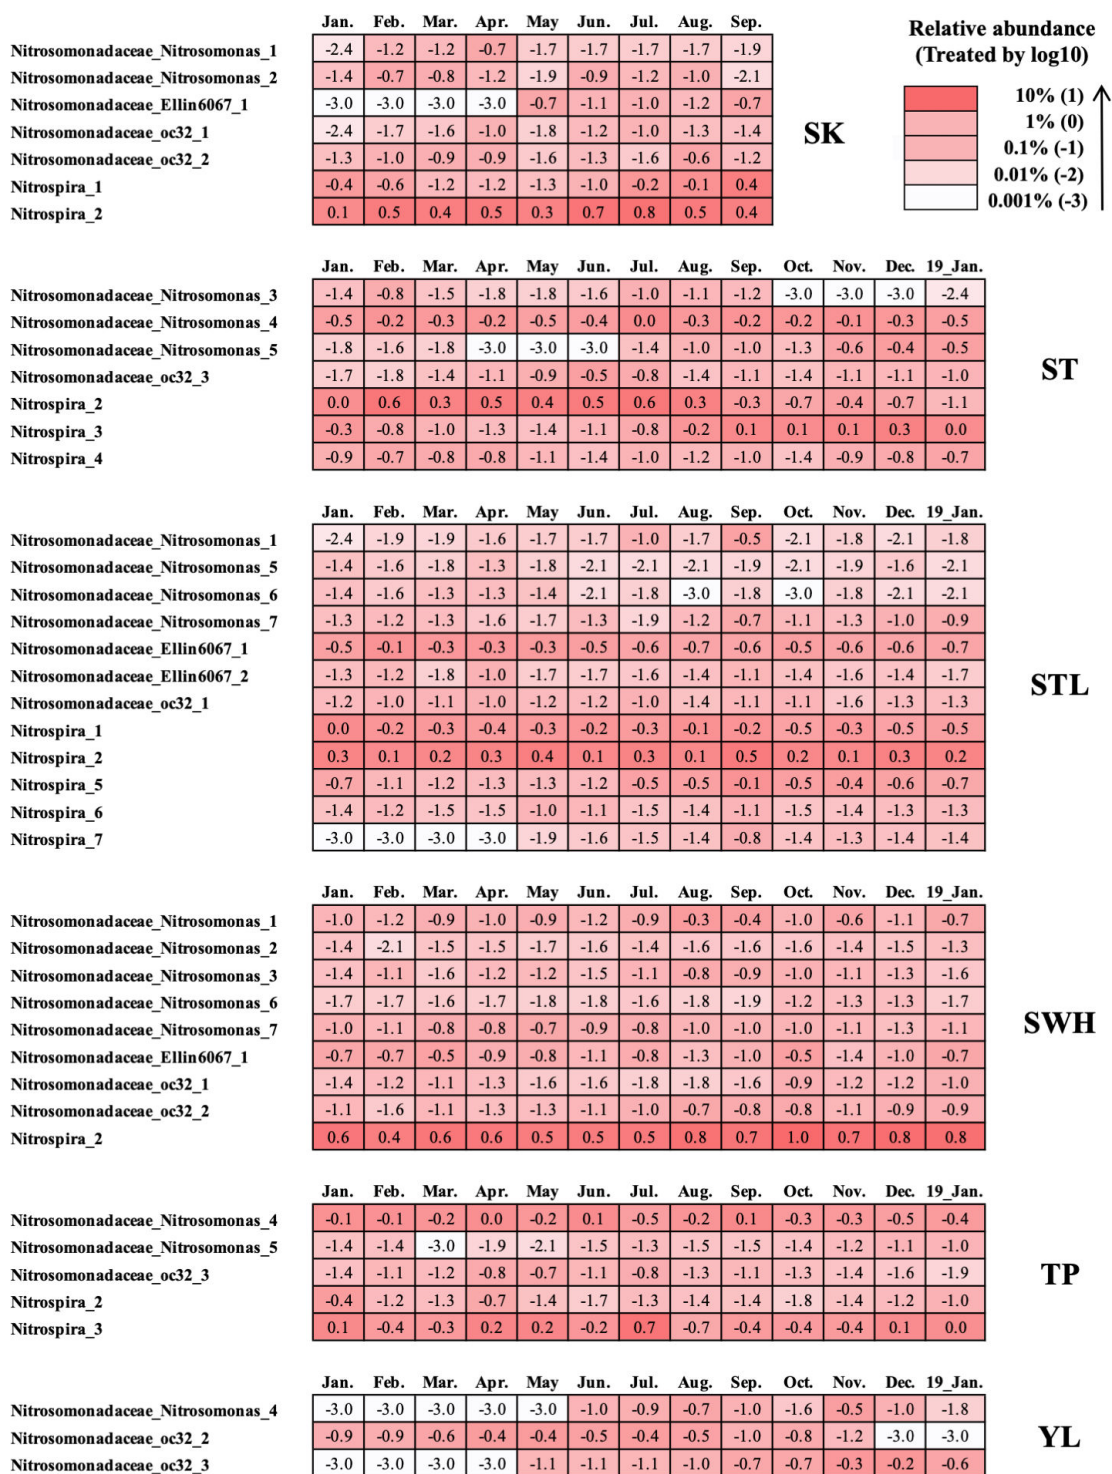 Jan. Feb. Mar. Apr. May Jun. Jul. Aug. Sep.
Nitrosomonadaceae_Nitrosomonas_1 -2.4 -1.2 -1.2 -0.7 -1.7 -1.7 -1.7 -1.7 -1.9
Nitrosomonadaceae_Nitrosomonas_2 -1.4 -0.7 -0.8 -1.2 -1.9 -0.9 -1.2 -1.0 -2.1
Nitrosomonadaceae_Ellin6067_1 -3.0 -3.0 -3.0 -3.0 -0.7 -1.1 -1.0 -1.2 -0.7
Nitrosomonadaceae_oc32_1 -2.4 -1.7 -1.6 -1.0 -1.8 -1.2 -1.0 -1.3 -1.4
Nitrosomonadaceae_oc32_2 -1.3 -1.0 -0.9 -0.9 -1.6 -1.3 -1.6 -0.6 -1.2
Nitrospira_1 -0.4 -0.6 -1.2 -1.2 -1.3 -1.0 -0.2 -0.1 0.4
Nitrospira_2 0.1 0.5 0.4 0.5 0.3 0.7 0.8 0.5 0.4
SK
Relative abundance
(Treated by log10)
10% (1)
1% (0)
0.1% (-1)
0.01% (-2)
0.001% (-3)
Jan. Feb. Mar. Apr. May Jun. Jul. Aug. Sep. Oct. Nov. Dec. 19_Jan.
Nitrosomonadaceae_Nitrosomonas_3 -1.4 -0.8 -1.5 -1.8 -1.8 -1.6 -1.0 -1.1 -1.2 -3.0 -3.0 -3.0 -2.4
Nitrosomonadaceae_Nitrosomonas_4 -0.5 -0.2 -0.3 -0.2 -0.5 -0.4 0.0 -0.3 -0.2 -0.2 -0.1 -0.3 -0.5
Nitrosomonadaceae_Nitrosomonas_5 -1.8 -1.6 -1.8 -3.0 -3.0 -3.0 -1.4 -1.0 -1.0 -1.3 -0.6 -0.4 -0.5
Nitrosomonadaceae_oc32_3 -1.7 -1.8 -1.4 -1.1 -0.9 -0.5 -0.8 -1.4 -1.1 -1.4 -1.1 -1.1 -1.0
Nitrospira_2 0.0 0.6 0.3 0.5 0.4 0.5 0.6 0.3 -0.3 -0.7 -0.4 -0.7 -1.1
Nitrospira_3 -0.3 -0.8 -1.0 -1.3 -1.4 -1.1 -0.8 -0.2 0.1 0.1 0.1 0.3 0.0
Nitrospira_4 -0.9 -0.7 -0.8 -0.8 -1.1 -1.4 -1.0 -1.2 -1.0 -1.4 -0.9 -0.8 -0.7
ST
Jan. Feb. Mar. Apr. May Jun. Jul. Aug. Sep. Oct. Nov. Dec. 19_Jan.
Nitrosomonadaceae_Nitrosomonas_1 -2.4 -1.9 -1.9 -1.6 -1.7 -1.7 -1.0 -1.7 -0.5 -2.1 -1.8 -2.1 -1.8
Nitrosomonadaceae_Nitrosomonas_5 -1.4 -1.6 -1.8 -1.3 -1.8 -2.1 -2.1 -2.1 -1.9 -2.1 -1.9 -1.6 -2.1
Nitrosomonadaceae_Nitrosomonas_6 -1.4 -1.6 -1.3 -1.3 -1.4 -2.1 -1.8 -3.0 -1.8 -3.0 -1.8 -2.1 -2.1
Nitrosomonadaceae_Nitrosomonas_7 -1.3 -1.2 -1.3 -1.6 -1.7 -1.3 -1.9 -1.2 -0.7 -1.1 -1.3 -1.0 -0.9
Nitrosomonadaceae_Ellin6067_1 -0.5 -0.1 -0.3 -0.3 -0.3 -0.5 -0.6 -0.7 -0.6 -0.5 -0.6 -0.6 -0.7
Nitrosomonadaceae_Ellin6067_2 -1.3 -1.2 -1.8 -1.0 -1.7 -1.7 -1.6 -1.4 -1.1 -1.4 -1.6 -1.4 -1.7
Nitrosomonadaceae_oc32_1 -1.2 -1.0 -1.1 -1.0 -1.2 -1.2 -1.0 -1.4 -1.1 -1.1 -1.6 -1.3 -1.3
Nitrospira_1 0.0 -0.2 -0.3 -0.4 -0.3 -0.2 -0.3 -0.1 -0.2 -0.5 -0.3 -0.5 -0.5
Nitrospira_2 0.3 0.1 0.2 0.3 0.4 0.1 0.3 0.1 0.5 0.2 0.1 0.3 0.2
Nitrospira_5 -0.7 -1.1 -1.2 -1.3 -1.3 -1.2 -0.5 -0.5 -0.1 -0.5 -0.4 -0.6 -0.7
Nitrospira_6 -1.4 -1.2 -1.5 -1.5 -1.0 -1.1 -1.5 -1.4 -1.1 -1.5 -1.4 -1.3 -1.3
Nitrospira_7 -3.0 -3.0 -3.0 -3.0 -1.9 -1.6 -1.5 -1.4 -0.8 -1.4 -1.3 -1.4 -1.4
STL
Jan. Feb. Mar. Apr. May Jun. Jul. Aug. Sep. Oct. Nov. Dec. 19_Jan.
Nitrosomonadaceae_Nitrosomonas_1 -1.0 -1.2 -0.9 -1.0 -0.9 -1.2 -0.9 -0.3 -0.4 -1.0 -0.6 -1.1 -0.7
Nitrosomonadaceae_Nitrosomonas_2 -1.4 -2.1 -1.5 -1.5 -1.7 -1.6 -1.4 -1.6 -1.6 -1.6 -1.4 -1.5 -1.3
Nitrosomonadaceae_Nitrosomonas_3 -1.4 -1.1 -1.6 -1.2 -1.2 -1.5 -1.1 -0.8 -0.9 -1.0 -1.1 -1.3 -1.6
Nitrosomonadaceae_Nitrosomonas_6 -1.7 -1.7 -1.6 -1.7 -1.8 -1.8 -1.6 -1.8 -1.9 -1.2 -1.3 -1.3 -1.7
Nitrosomonadaceae_Nitrosomonas_7 -1.0 -1.1 -0.8 -0.8 -0.7 -0.9 -0.8 -1.0 -1.0 -1.0 -1.1 -1.3 -1.1
Nitrosomonadaceae_Ellin6067_1 -0.7 -0.7 -0.5 -0.9 -0.8 -1.1 -0.8 -1.3 -1.0 -0.5 -1.4 -1.0 -0.7
Nitrosomonadaceae_oc32_1 -1.4 -1.2 -1.1 -1.3 -1.6 -1.6 -1.8 -1.8 -1.6 -0.9 -1.2 -1.2 -1.0
Nitrosomonadaceae_oc32_2 -1.1 -1.6 -1.1 -1.3 -1.3 -1.1 -1.0 -0.7 -0.8 -0.8 -1.1 -0.9 -0.9
Nitrospira_2 0.6 0.4 0.6 0.6 0.5 0.5 0.5 0.8 0.7 1.0 0.7 0.8 0.8
SWH
Jan. Feb. Mar. Apr. May Jun. Jul. Aug. Sep. Oct. Nov. Dec. 19_Jan.
Nitrosomonadaceae_Nitrosomonas_4 -0.1 -0.1 -0.2 0.0 -0.2 0.1 -0.5 -0.2 0.1 -0.3 -0.3 -0.5 -0.4
Nitrosomonadaceae_Nitrosomonas_5 -1.4 -1.4 -3.0 -1.9 -2.1 -1.5 -1.3 -1.5 -1.5 -1.4 -1.2 -1.1 -1.0
Nitrosomonadaceae_oc32_3 -1.4 -1.1 -1.2 -0.8 -0.7 -1.1 -0.8 -1.3 -1.1 -1.3 -1.4 -1.6 -1.9
Nitrospira_2 -0.4 -1.2 -1.3 -0.7 -1.4 -1.7 -1.3 -1.4 -1.4 -1.8 -1.4 -1.2 -1.0
Nitrospira_3 0.1 -0.4 -0.3 0.2 0.2 -0.2 0.7 -0.7 -0.4 -0.4 -0.4 0.1 0.0
TP
Jan. Feb. Mar. Apr. May Jun. Jul. Aug. Sep. Oct. Nov. Dec. 19_Jan.
Nitrosomonadaceae_Nitrosomonas_4 -3.0 -3.0 -3.0 -3.0 -3.0 -1.0 -0.9 -0.7 -1.0 -1.6 -0.5 -1.0 -1.8
Nitrosomonadaceae_oc32_2 -0.9 -0.9 -0.6 -0.4 -0.4 -0.5 -0.4 -0.5 -1.0 -0.8 -1.2 -3.0 -3.0
Nitrosomonadaceae_oc32_3 -3.0 -3.0 -3.0 -3.0 -1.1 -1.1 -1.1 -1.0 -0.7 -0.7 -0.3 -0.2 -0.6
YL